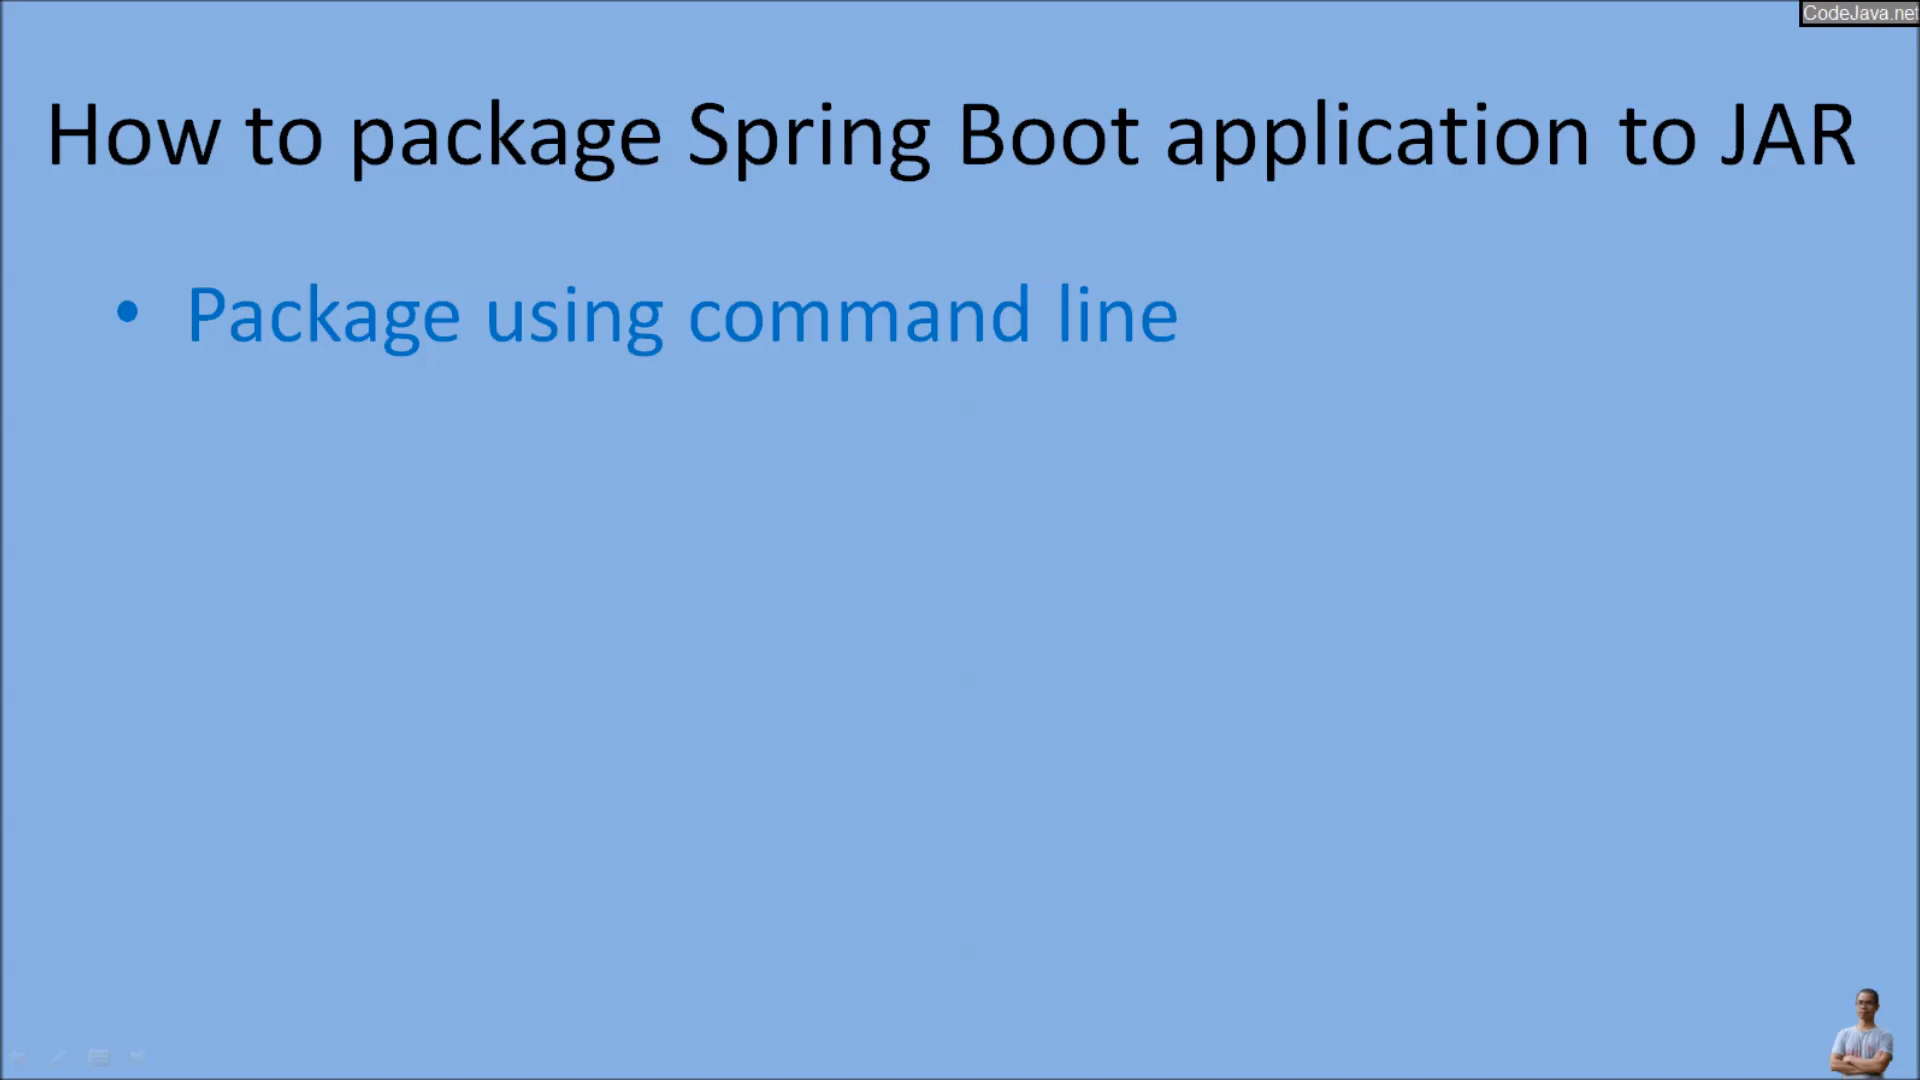 CodeJava.net
How to package Spring Boot application to JAR
• Package using command line